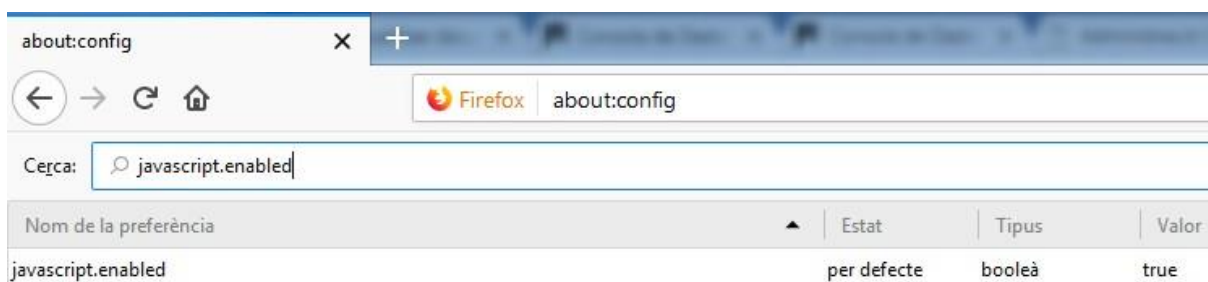 about:config
Firefox about:config
Cerca: javascript.enabled
Nom de la preferència Estat Tipus Valor
javascript.enabled per defecte booleà true